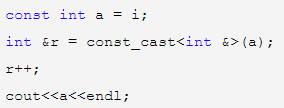 const int a = i;
int &r = const_cast<int &>(a);
r++;
cout<<a<<endl;